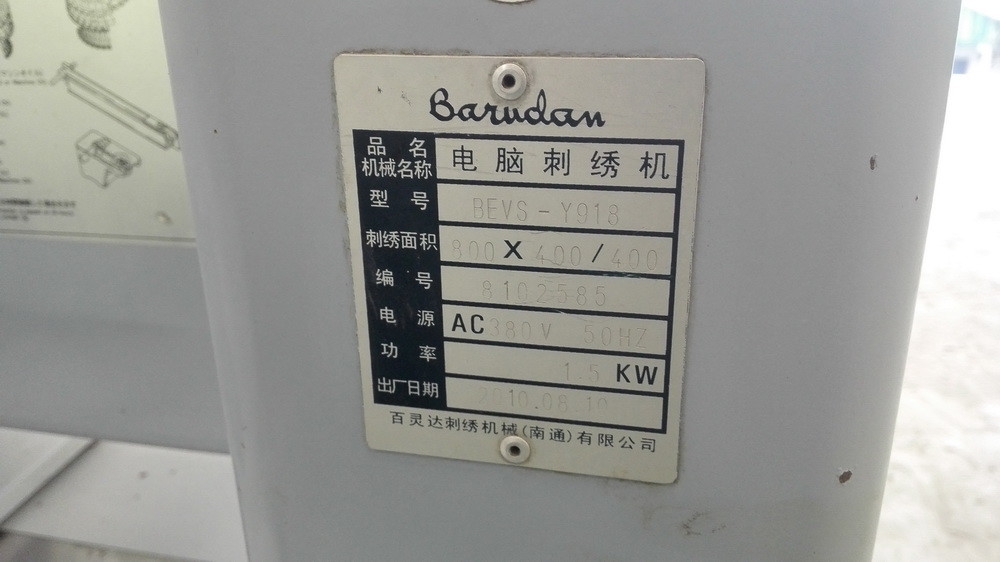 Barudan
品 名
机械名称 电脑刺绣机
型 号 BEVS-Y918
刺绣面积 800 X 400/400
编 号 8102585
电 源 AC380V 50HZ
功 率 1.5 KW
出厂日期 2010.08.10
百灵达刺绣机械(南通)有限公司